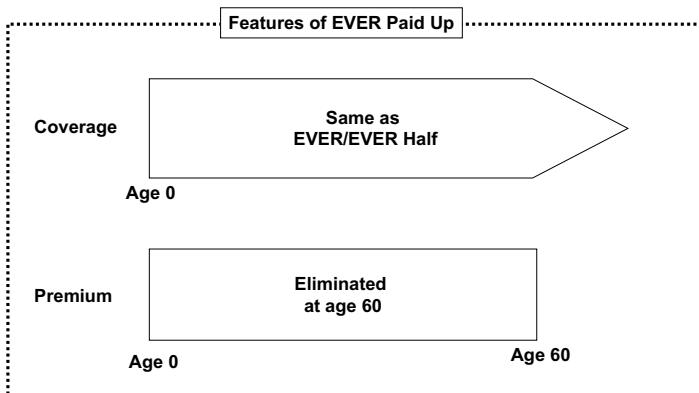 Features of EVER Paid Up
Coverage
Same as
EVER/EVER Half
Age 0
Premium
Eliminated
at age 60
Age 0
Age 60